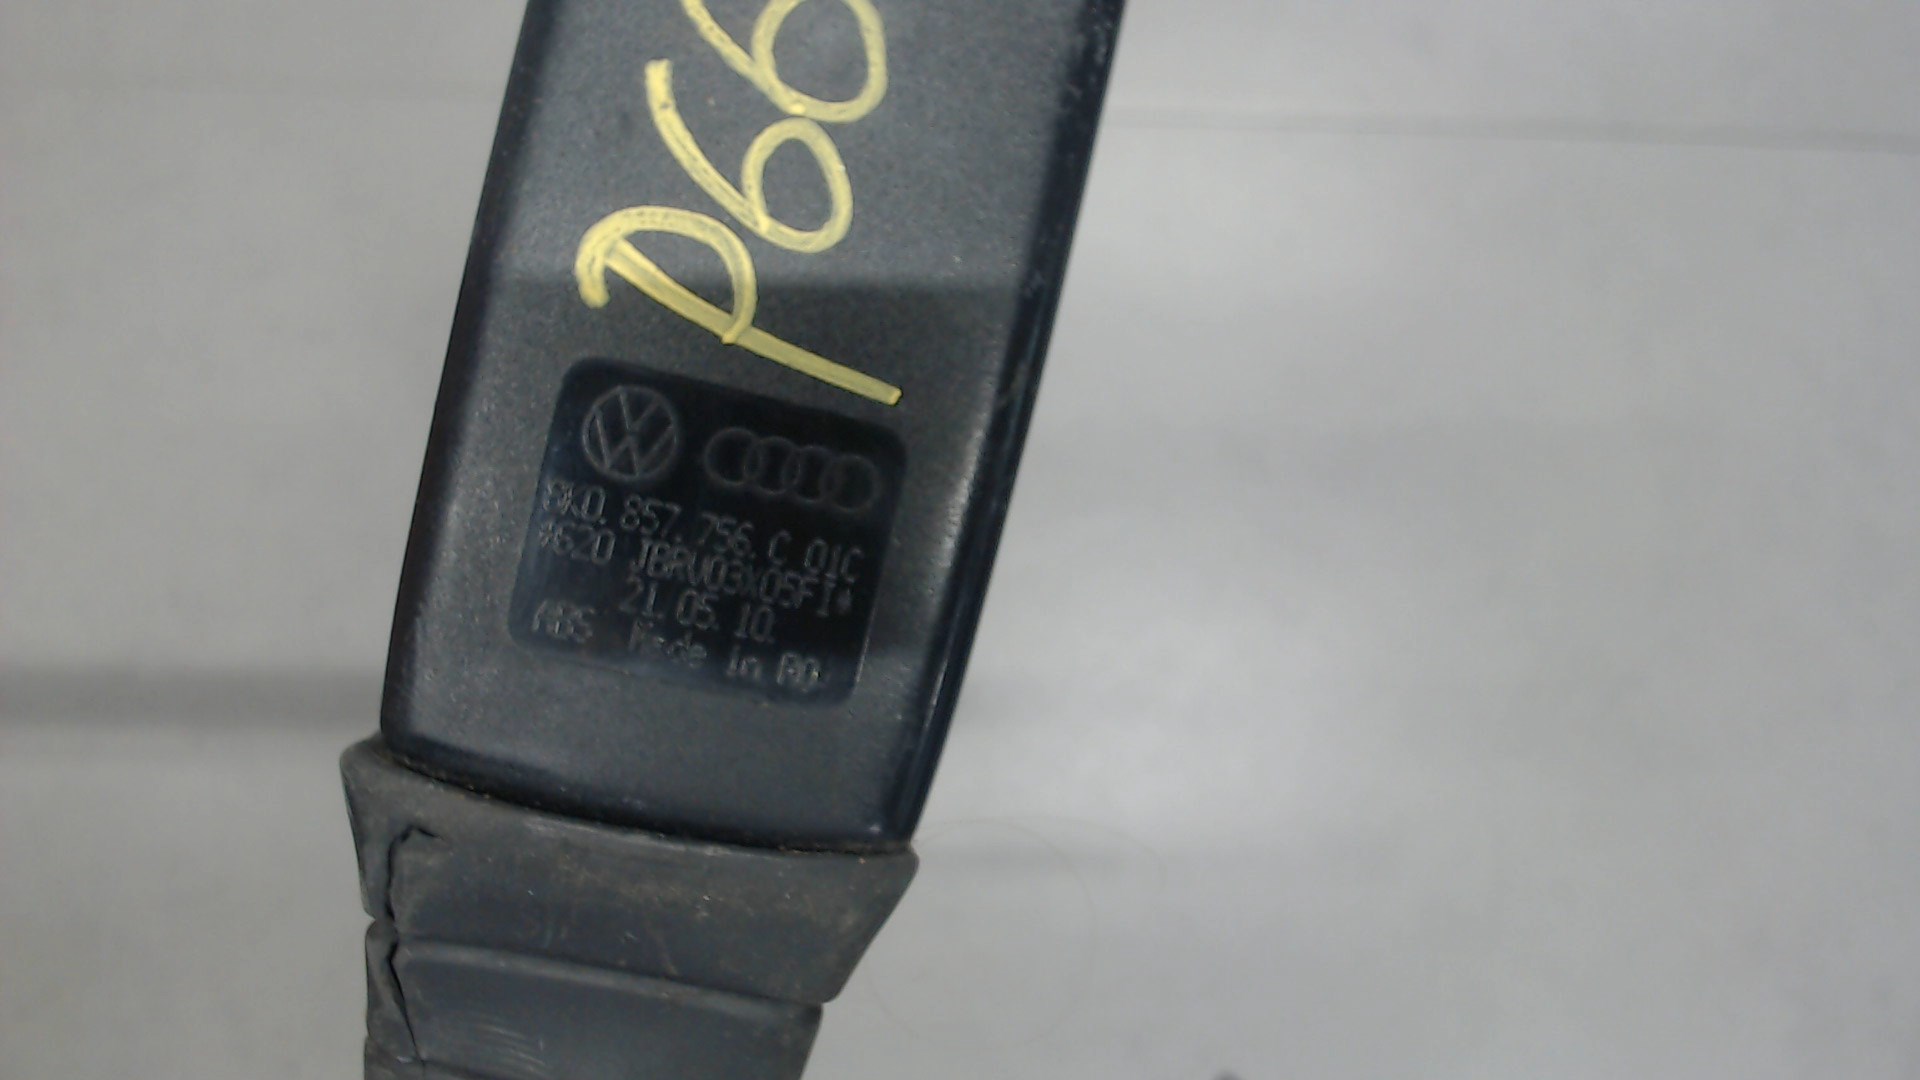 P66
8K0. 857. 756. C 01C
*620 JBRV03X05FI*
21. 05. 10.
ABS Made in RO